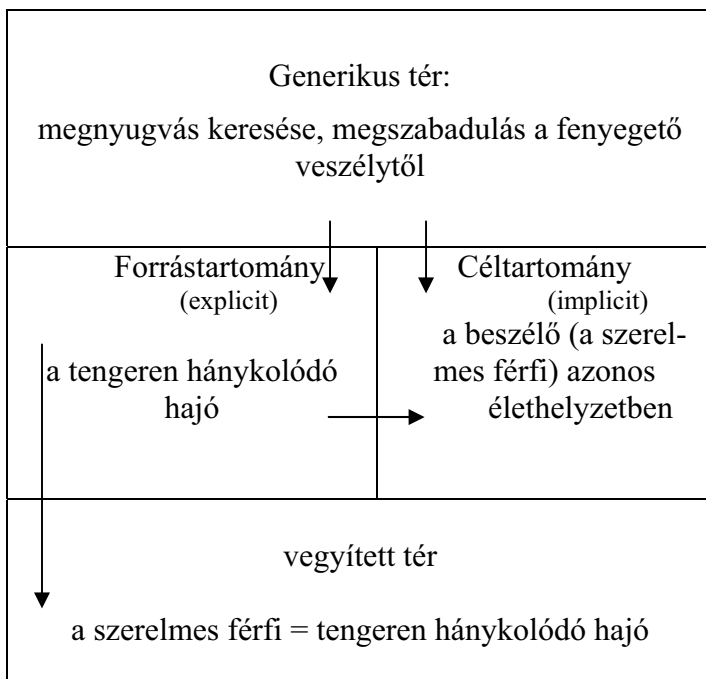 Generikus tér:
megnyugvás keresése, megszabadulás a fenyegető
veszélytől
Forrástartomány
(explicit)
a tengeren hánykolódó
hajó
Céltartomány
(implicit)
a beszélő (a szerel-
mes férfi) azonos
élethelyzetben
vegyített tér
a szerelmes férfi = tengeren hánykolódó hajó